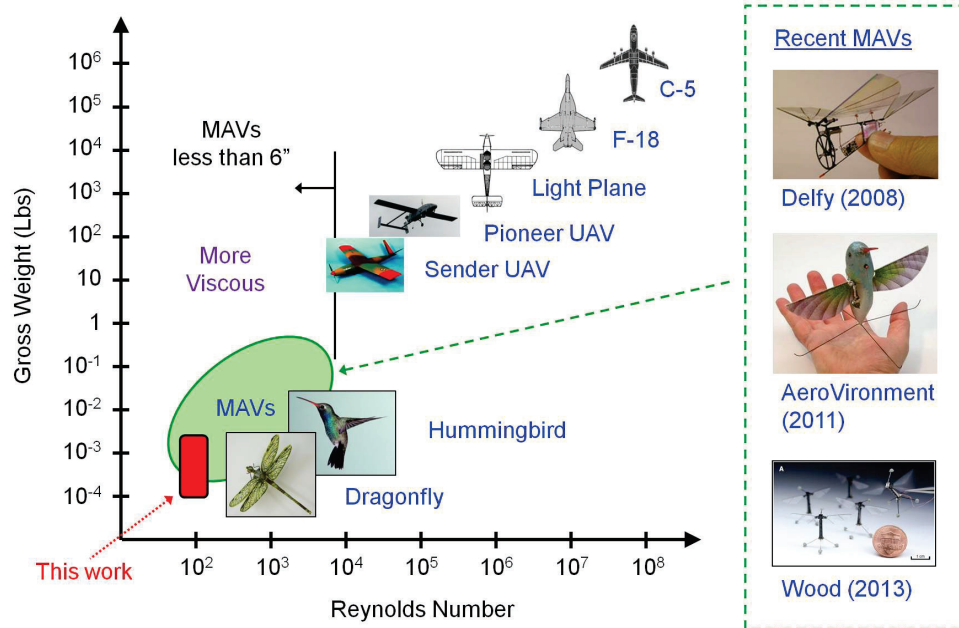 Gross Weight (Lbs)
10⁶
10⁵
10⁴
10³
10²
10
1
10⁻¹
10⁻²
10⁻³
10⁻⁴
MAVs
less than 6”
More
Viscous
C-5
F-18
Light Plane
Pioneer UAV
Sender UAV
MAVs
Hummingbird
Dragonfly
This work
10²
10³
10⁴
10⁵
10⁶
10⁷
10⁸
Reynolds Number
Recent MAVs
Delfy (2008)
AeroVironment
(2011)
A
1 cm
Wood (2013)